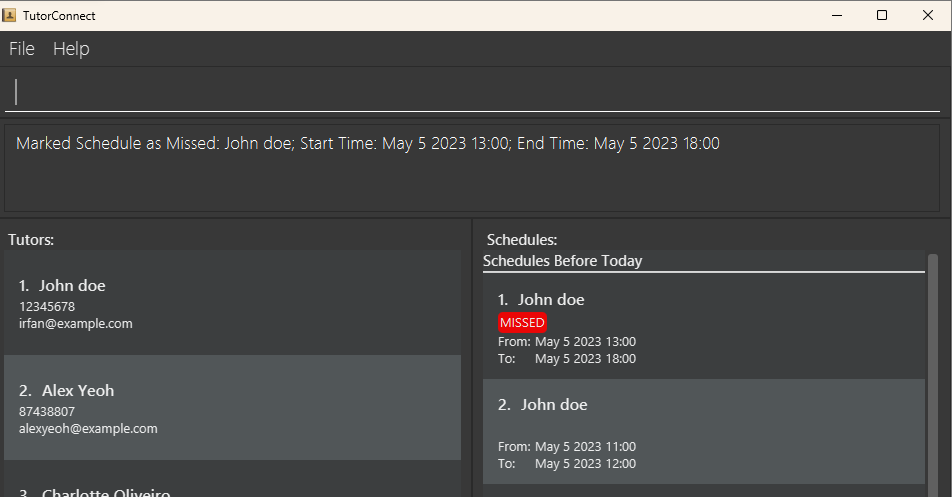 TutorConnect
File Help
Marked Schedule as Missed: John doe; Start Time: May 5 2023 13:00; End Time: May 5 2023 18:00
Tutors:
1. John doe
12345678
irfan@example.com
2. Alex Yeoh
87438807
alexyeoh@example.com
3. Charlotte Oliveiro
Schedules:
Schedules Before Today
1. John doe
MISSED
From: May 5 2023 13:00
To: May 5 2023 18:00
2. John doe
From: May 5 2023 11:00
To: May 5 2023 12:00